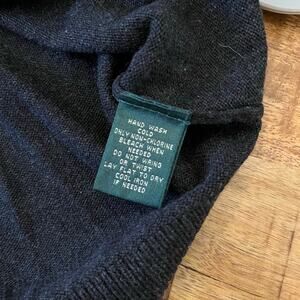 HAND WASH
COLD
ONLY NON-CHLORINE
BLEACH WHEN
NEEDED
DO NOT WRING
OR TWIST
LAY FLAT TO DRY
COOL IRON
IF NEEDED